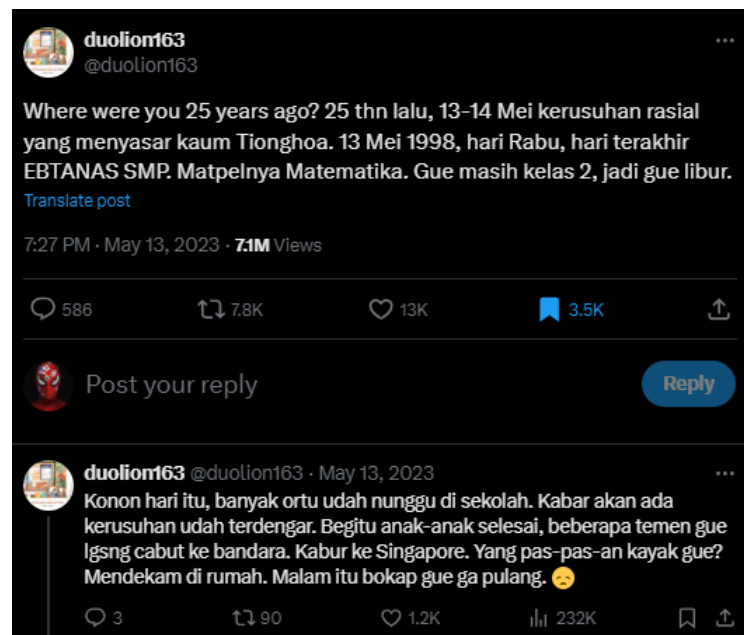 duolion163
@duolion163
Where were you 25 years ago? 25 thn lalu, 13-14 Mei kerusuhan rasial
yang menyasar kaum Tionghoa. 13 Mei 1998, hari Rabu, hari terakhir
EBTANAS SMP. Matpelnya Matematika. Gue masih kelas 2, jadi gue libur.
Translate post
7:27 PM · May 13, 2023 · 7.1M Views
586 7.8K 13K 3.5K
Post your reply Reply
duolion163 @duolion163 · May 13, 2023
Konon hari itu, banyak ortu udah nunggu di sekolah. Kabar akan ada
kerusuhan udah terdengar. Begitu anak-anak selesai, beberapa temen gue
lgsng cabut ke bandara. Kabur ke Singapore. Yang pas-pas-an kayak gue?
Mendekam di rumah. Malam itu bokap gue ga pulang. 😞
3 90 1.2K 232K